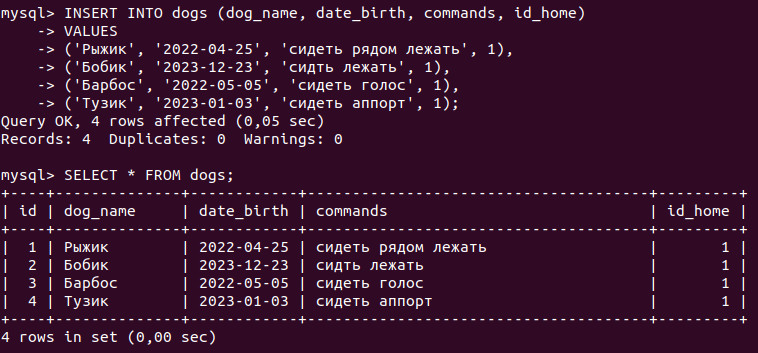 mysql> INSERT INTO dogs (dog_name, date_birth, commands, id_home)
    -> VALUES
    -> ('Рыжик', '2022-04-25', 'сидеть рядом лежать', 1),
    -> ('Бобик', '2023-12-23', 'сидть лежать', 1),
    -> ('Барбос', '2022-05-05', 'сидеть голос', 1),
    -> ('Тузик', '2023-01-03', 'сидеть аппорт', 1);
Query OK, 4 rows affected (0,05 sec)
Records: 4  Duplicates: 0  Warnings: 0

mysql> SELECT * FROM dogs;
+----+--------------+------------+--------------------------------------+---------+
| id | dog_name     | date_birth | commands                             | id_home |
+----+--------------+------------+--------------------------------------+---------+
|  1 | Рыжик        | 2022-04-25 | сидеть рядом лежать                  |       1 |
|  2 | Бобик        | 2023-12-23 | сидть лежать                         |       1 |
|  3 | Барбос       | 2022-05-05 | сидеть голос                         |       1 |
|  4 | Тузик        | 2023-01-03 | сидеть аппорт                        |       1 |
+----+--------------+------------+--------------------------------------+---------+
4 rows in set (0,00 sec)